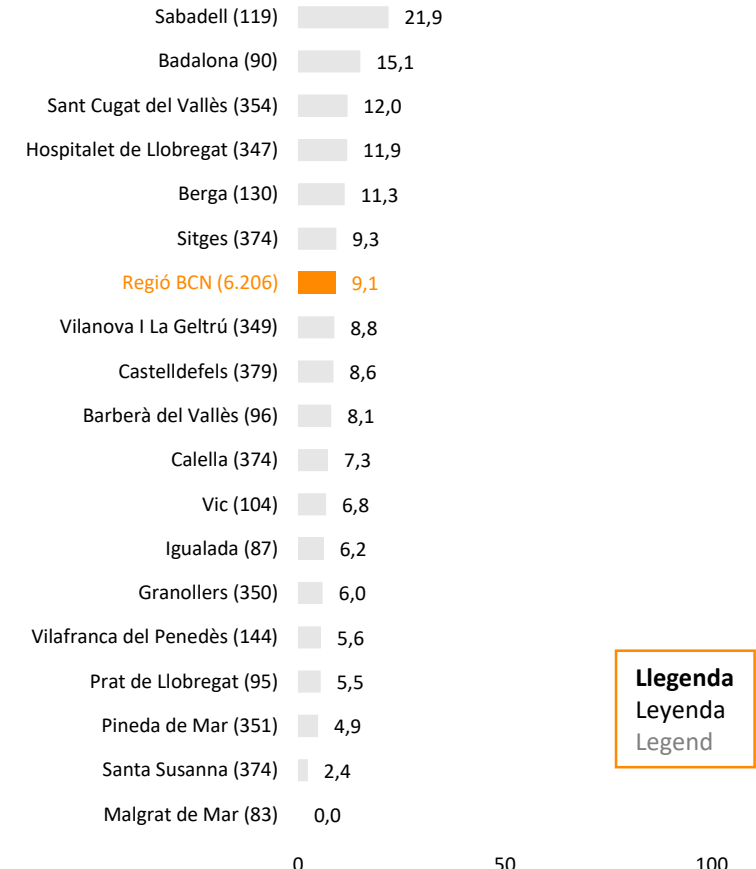 Sabadell (119) 21,9
Badalona (90) 15,1
Sant Cugat del Vallès (354) 12,0
Hospitalet de Llobregat (347) 11,9
Berga (130) 11,3
Sitges (374) 9,3
Regió BCN (6.206) 9,1
Vilanova I La Geltrú (349) 8,8
Castelldefels (379) 8,6
Barberà del Vallès (96) 8,1
Calella (374) 7,3
Vic (104) 6,8
Igualada (87) 6,2
Granollers (350) 6,0
Vilafranca del Penedès (144) 5,6
Prat de Llobregat (95) 5,5
Pineda de Mar (351) 4,9
Santa Susanna (374) 2,4
Malgrat de Mar (83) 0,0
0 50 100
Llegenda
Leyenda
Legend